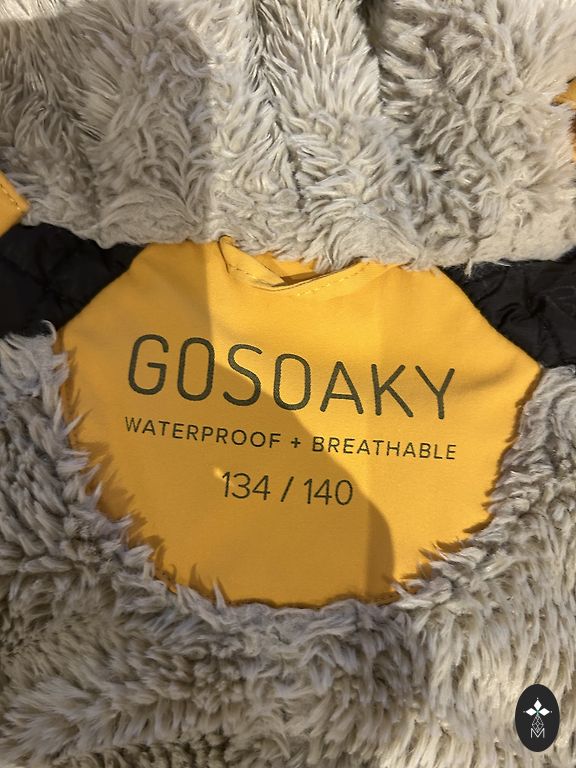 GOSOAKY
WATERPROOF + BREATHABLE
134 / 140